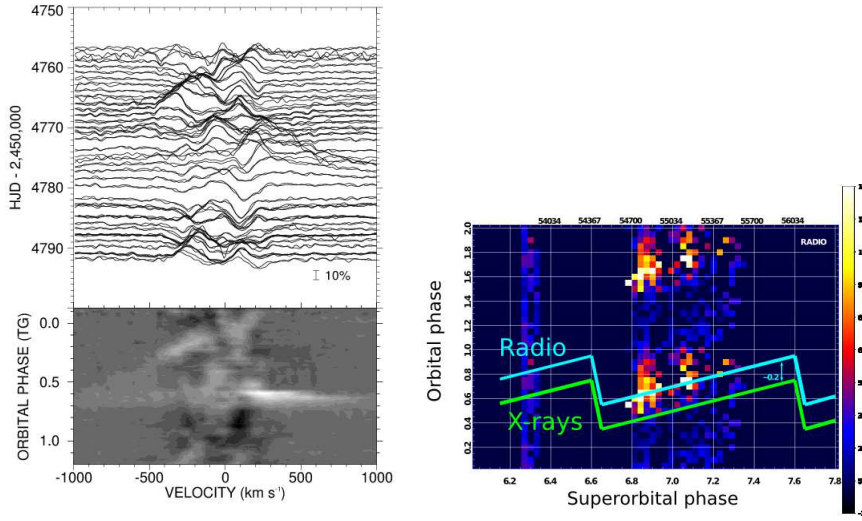 4750
4760
4770
4780
4790
HJD - 2,450,000
10%
0.0
0.5
1.0
ORBITAL PHASE (TG)
-1000
-500
0
500
1000
VELOCITY (km s⁻¹)
54034 54367 54700 55034 55367 55700 56034
RADIO
2.0
1.8
1.6
1.4
1.2
1.0
0.8
0.6
0.4
0.2
Orbital phase
Radio
X-rays
~0.2
6.2 6.4 6.6 6.8 7.0 7.2 7.4 7.6 7.8
Superorbital phase